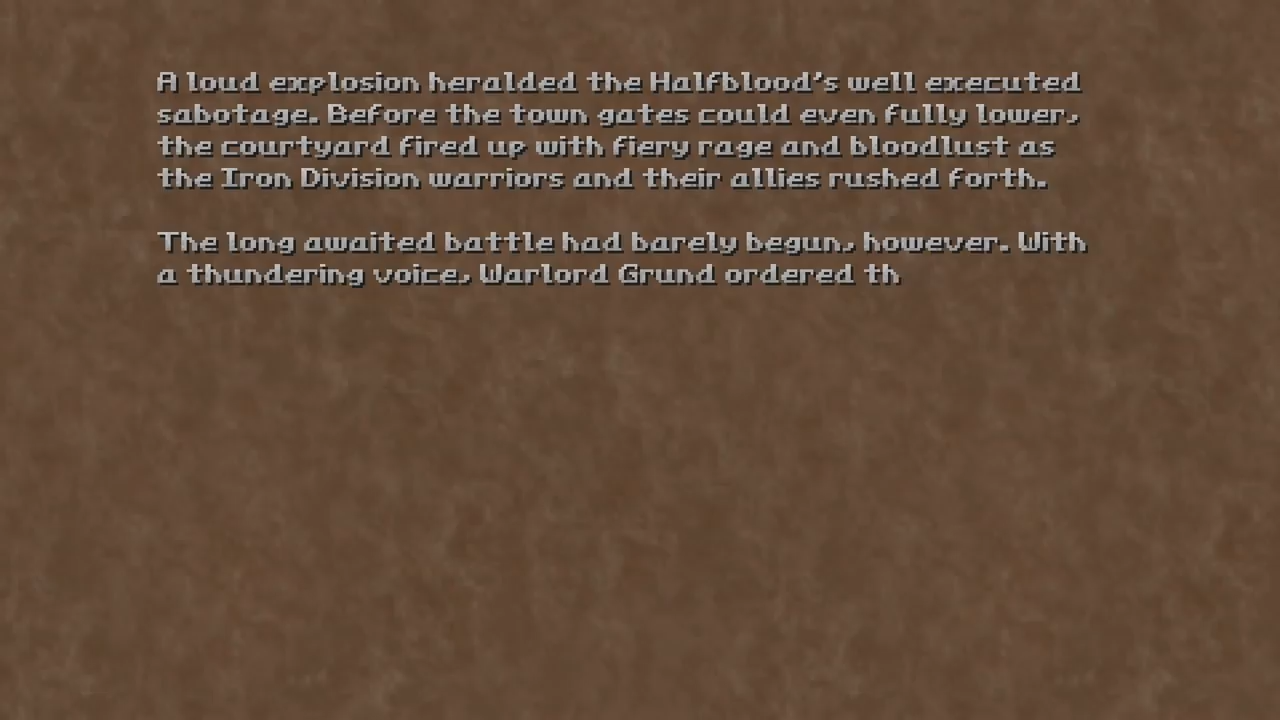 A loud explosion heralded the Halfblood's well executed
sabotage. Before the town gates could even fully lower,
the courtyard fired up with fiery rage and bloodlust as
the Iron Division warriors and their allies rushed forth.
The long awaited battle had barely begun, however. With
a thundering voice, Warlord Grund ordered th